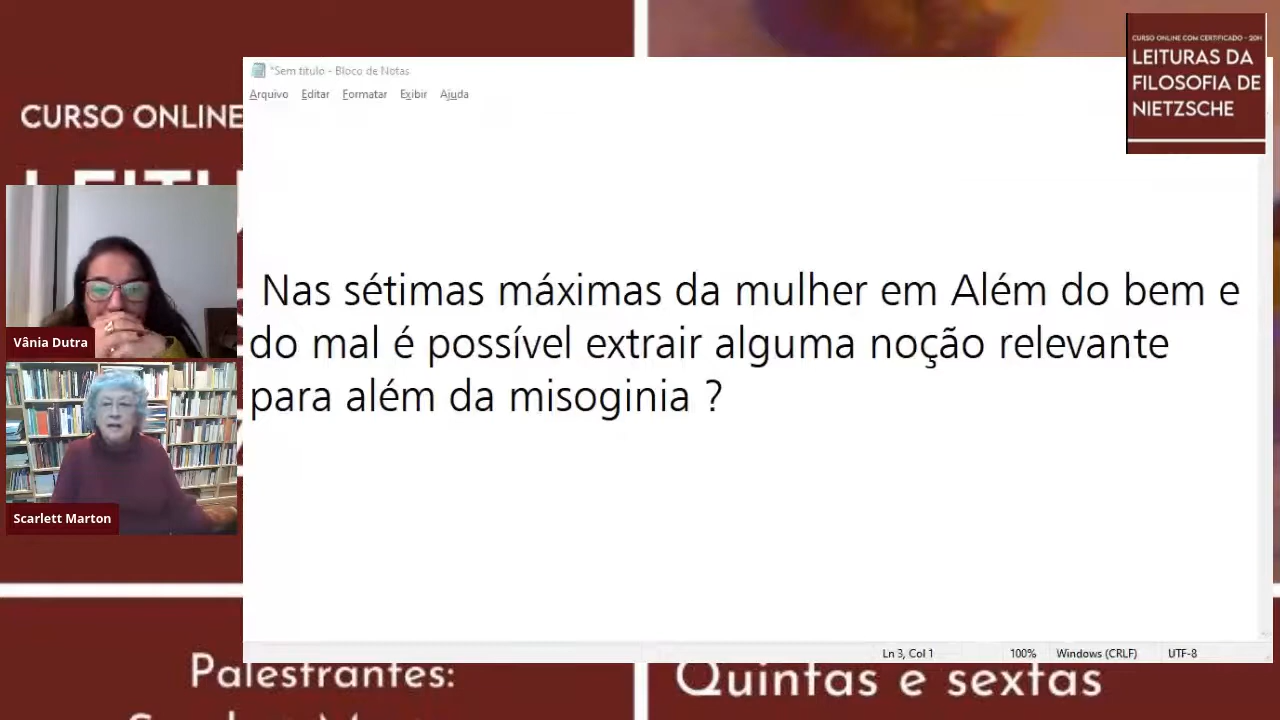 CURSO ONLINE
*Sem título - Bloco de Notas
Arquivo Editar Formatar Exibir Ajuda
CURSO ONLINE COM CERTIFICADO - 20H
LEITURAS DA
FILOSOFIA DE
NIETZSCHE
Nas sétimas máximas da mulher em Além do bem e
do mal é possível extrair alguma noção relevante
para além da misoginia ?
Vânia Dutra
Scarlett Marton
Ln 3, Col 1 100% Windows (CRLF) UTF-8
Palestrantes:
Quintas e sextas